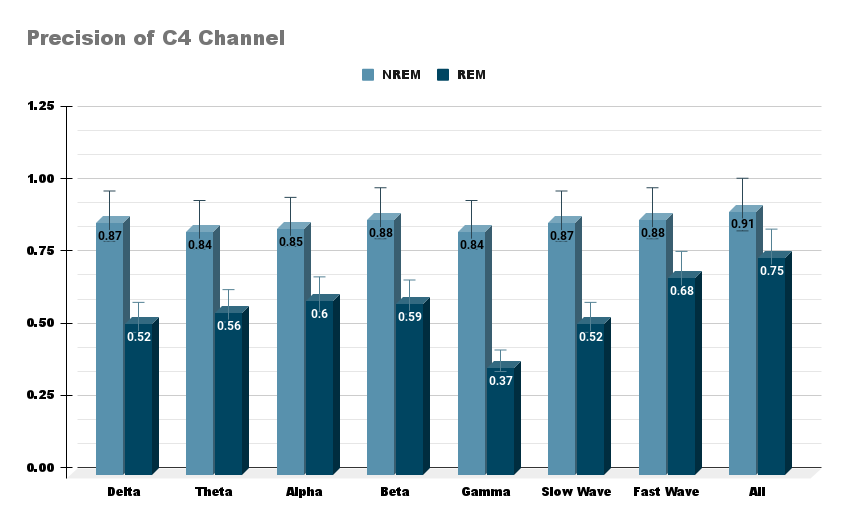 Precision of C4 Channel
NREM REM
1.25
1.00
0.75
0.50
0.25
0.00
0.87 0.52 0.84 0.56 0.85 0.6 0.88 0.59 0.84 0.37 0.87 0.52 0.88 0.68 0.91 0.75
Delta Theta Alpha Beta Gamma Slow Wave Fast Wave All